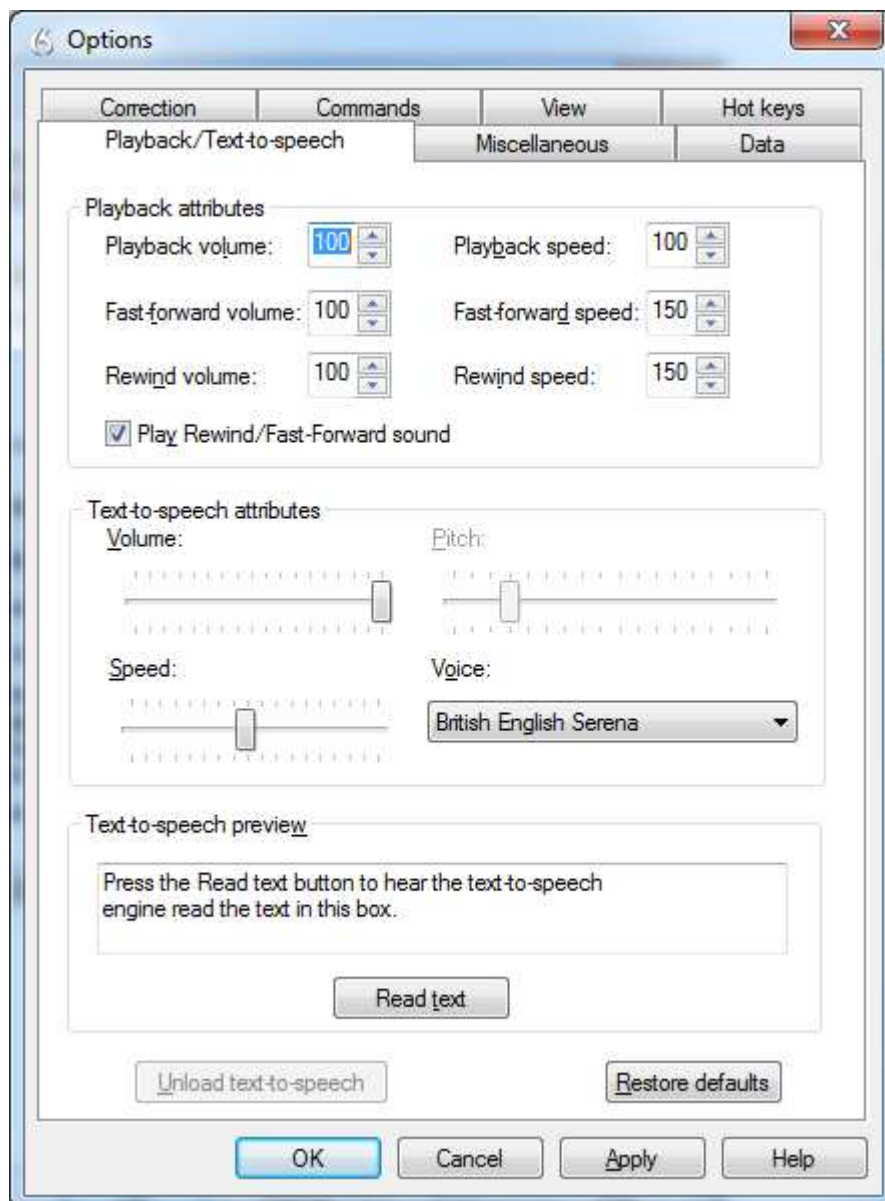 Options
Correction Commands View Hot keys
Playback/Text-to-speech Miscellaneous Data
Playback attributes
Playback volume: 100 Playback speed: 100
Fast-forward volume: 100 Fast-forward speed: 150
Rewind volume: 100 Rewind speed: 150
Play Rewind/Fast-Forward sound
Text-to-speech attributes
Volume: Pitch:
Speed: Voice:
British English Serena
Text-to-speech preview
Press the Read text button to hear the text-to-speech
engine read the text in this box.
Read text
Unload text-to-speech Restore defaults
OK Cancel Apply Help